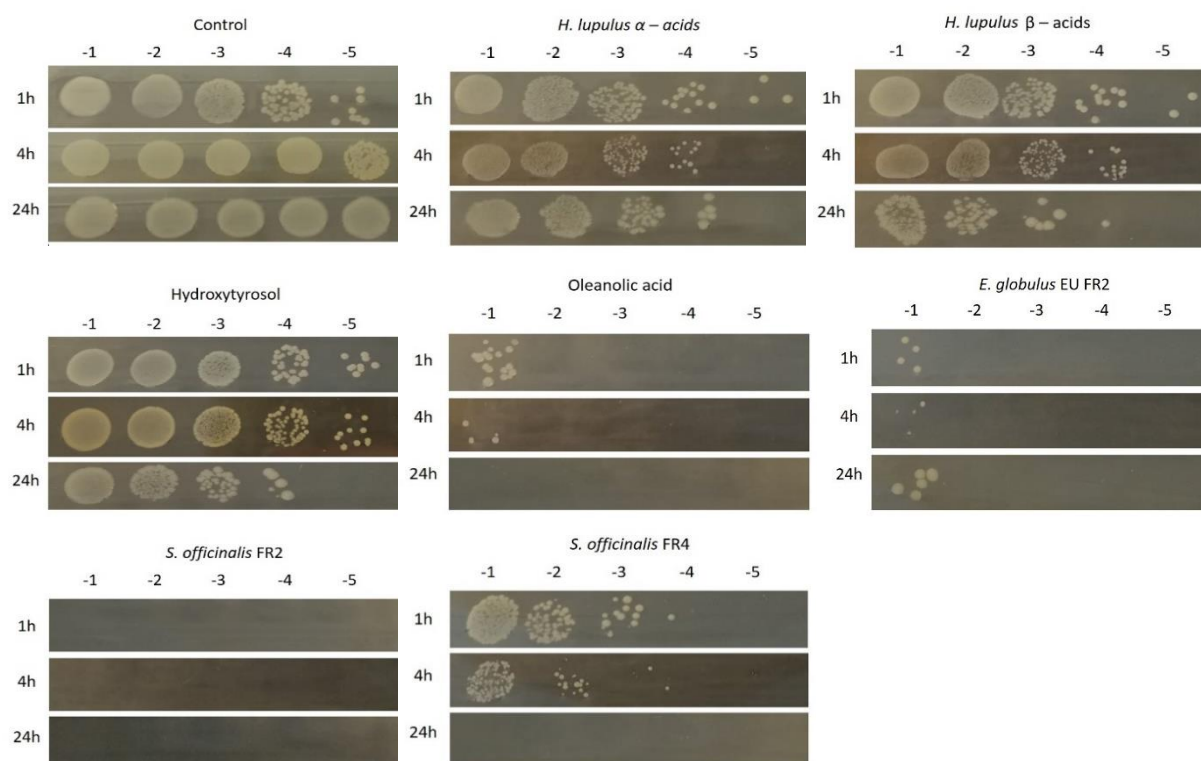 Control
-1 -2 -3 -4 -5
1h
4h
24h
H. lupulus α – acids
-1 -2 -3 -4 -5
1h
4h
24h
H. lupulus β – acids
-1 -2 -3 -4 -5
1h
4h
24h
Hydroxytyrosol
-1 -2 -3 -4 -5
1h
4h
24h
Oleanolic acid
-1 -2 -3 -4 -5
1h
4h
24h
E. globulus EU FR2
-1 -2 -3 -4 -5
1h
4h
24h
S. officinalis FR2
-1 -2 -3 -4 -5
1h
4h
24h
S. officinalis FR4
-1 -2 -3 -4 -5
1h
4h
24h